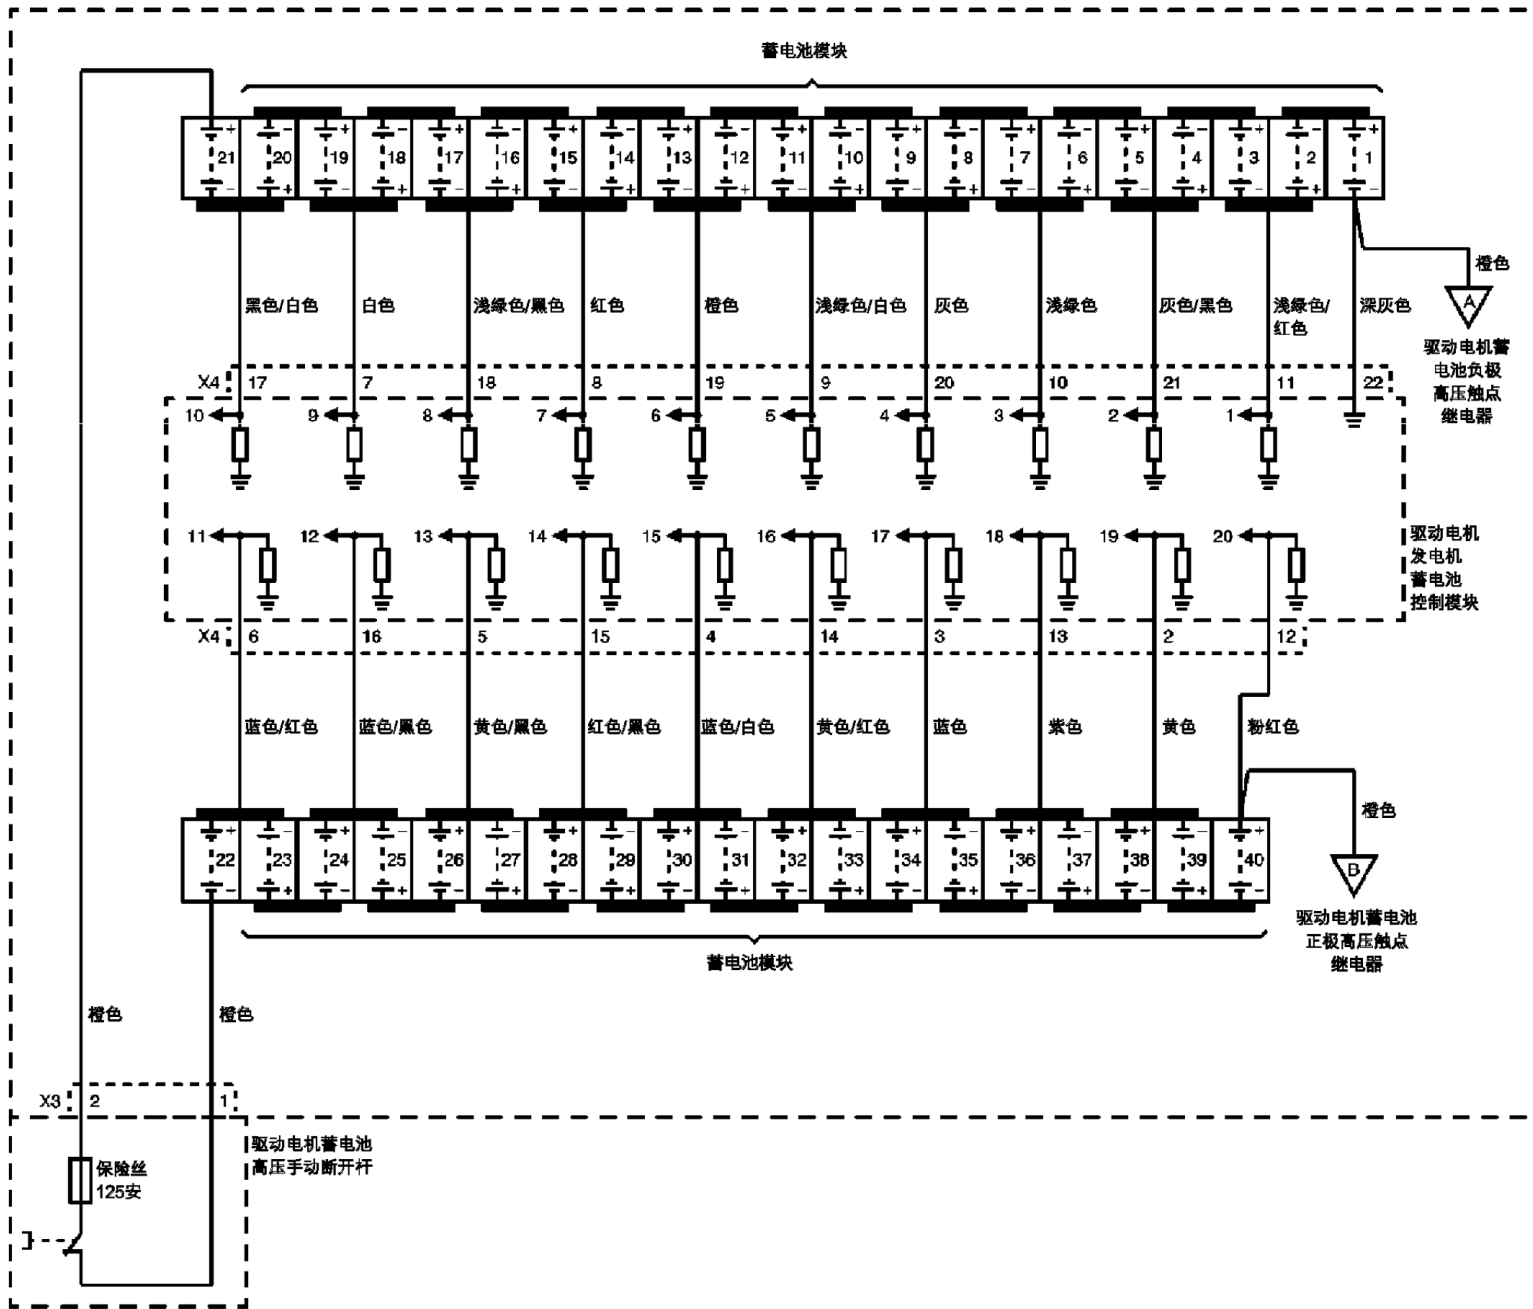 蓄电池模块
21 20 19 18 17 16 15 14 13 12 11 10 9 8 7 6 5 4 3 2 1
橙色
A
黑色/白色 白色 浅绿色/黑色 红色 橙色 浅绿色/白色 灰色 浅绿色 灰色/黑色 浅绿色/ 深灰色
红色
驱动电机蓄
电池负极
高压触点
继电器
X4 17 7 18 8 19 9 20 10 21 11 22
10 9 8 7 6 5 4 3 2 1
11 12 13 14 15 16 17 18 19 20
驱动电机
发电机
蓄电池
控制模块
X4 6 16 5 15 4 14 3 13 2 12
蓝色/红色 蓝色/黑色 黄色/黑色 红色/黑色 蓝色/白色 黄色/红色 蓝色 紫色 黄色 粉红色
橙色
22 23 24 25 26 27 28 29 30 31 32 33 34 35 36 37 38 39 40
B
驱动电机蓄电池
正极高压触点
继电器
蓄电池模块
橙色 橙色
X3 2 1
驱动电机蓄电池
高压手动断开杆
保险丝
125安